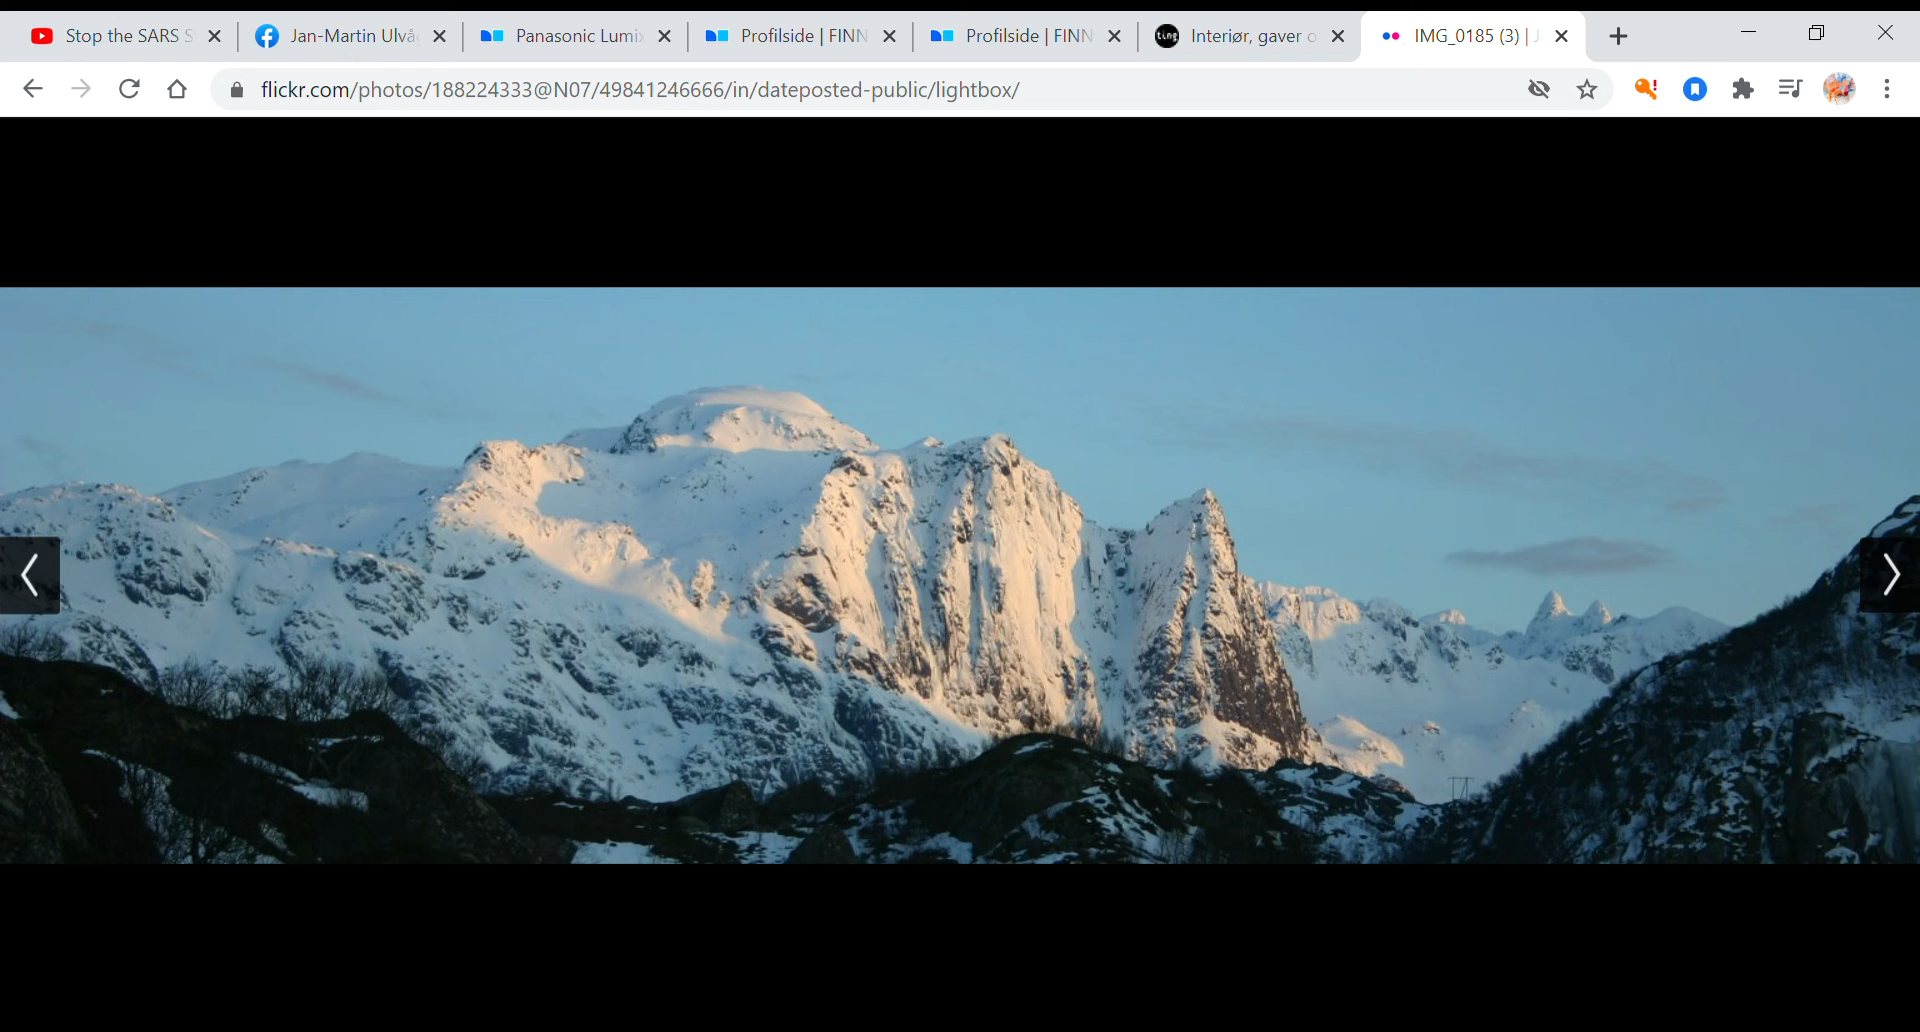 Stop the SARS S
Jan-Martin Ulvå
Panasonic Lumi
Profilside | FINN
Profilside | FINN
ting Interiør, gaver o
IMG_0185 (3) | J
flickr.com/photos/188224333@N07/49841246666/in/dateposted-public/lightbox/